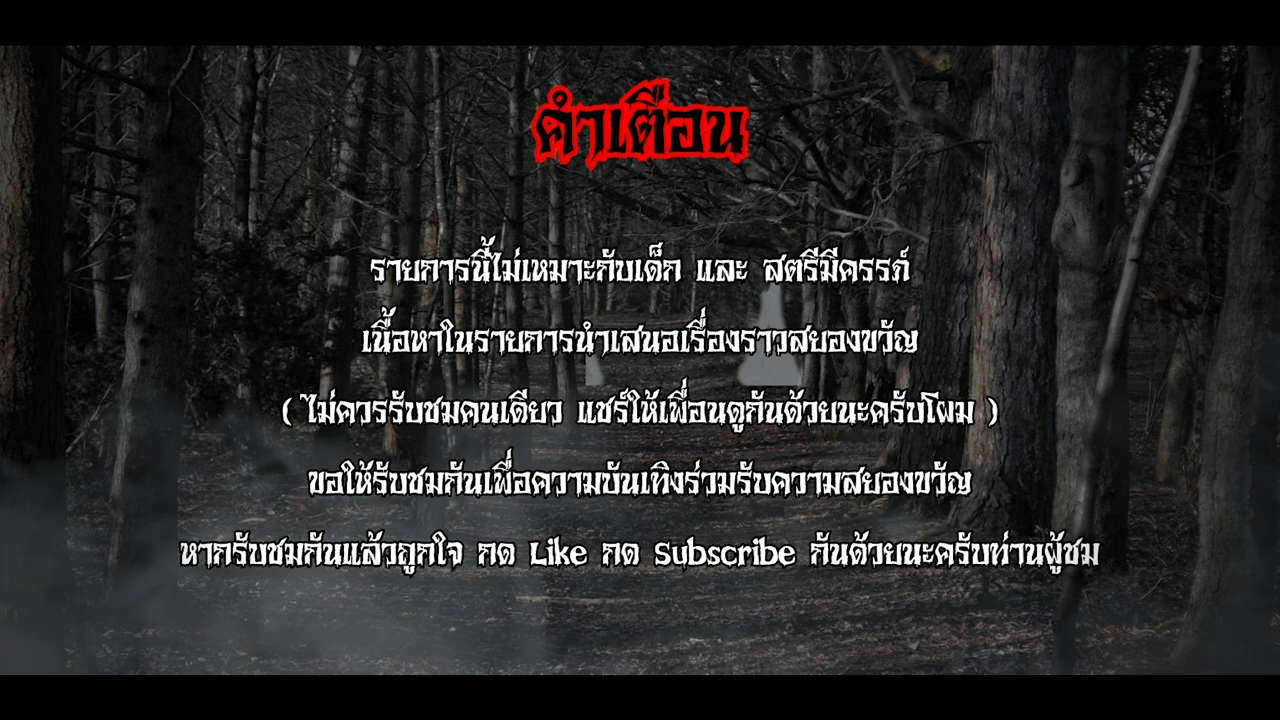 คำเตือน
รายการนี้ไม่เหมาะกับเด็ก และ สตรีมีครรภ์
เนื้อหาในรายการนำเสนอเรื่องราวสยองขวัญ
( ไม่ควรรับชมคนเดียว แชร์ให้เพื่อนดูกันด้วยนะครับโผม )
ขอให้รับชมกันเพื่อความบันเทิงร่วมรับความสยองขวัญ
หากรับชมกันแล้วถูกใจ กด Like กด Subscribe กันด้วยนะครับท่านผู้ชม